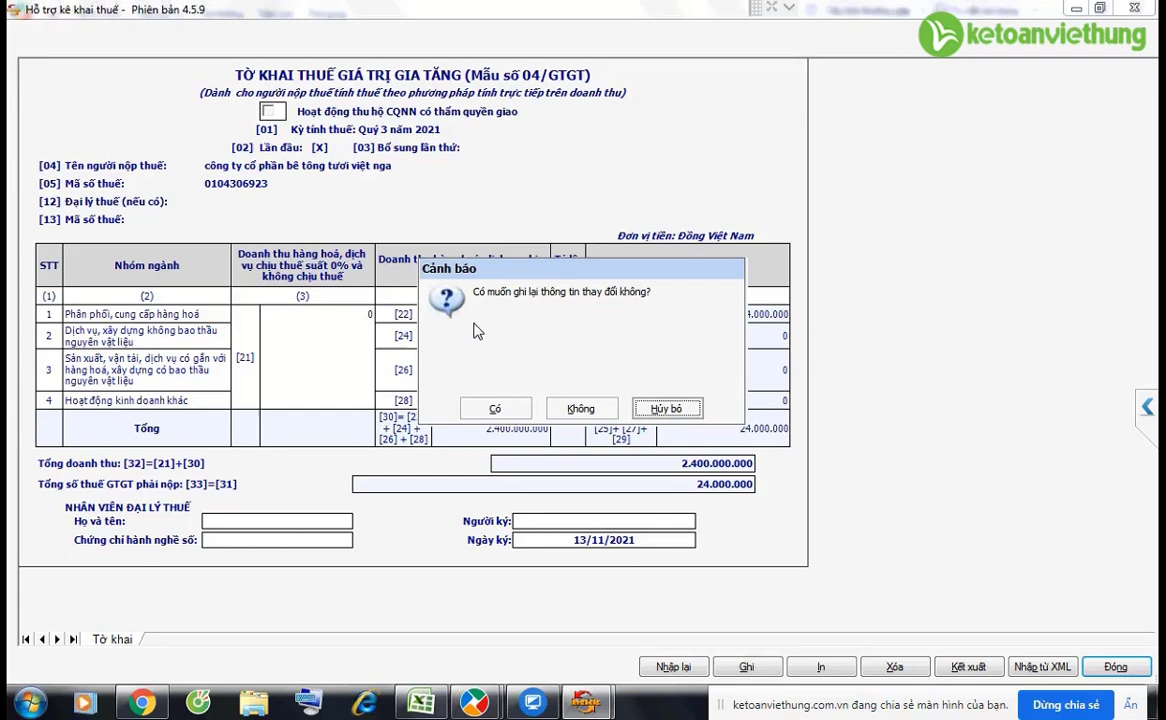 Hỗ trợ kê khai thuế - Phiên bản 4.5.9
ketoanviethung
TỜ KHAI THUẾ GIÁ TRỊ GIA TĂNG (Mẫu số 04/GTGT)
(Dành cho người nộp thuế tính thuế theo phương pháp tính trực tiếp trên doanh thu)
Hoạt động thu hộ CQNN có thẩm quyền giao
[01] Kỳ tính thuế: Quý 3 năm 2021
[02] Lần đầu: [X] [03] Bổ sung lần thứ:
[04] Tên người nộp thuế: công ty cổ phần bê tông tươi việt nga
[05] Mã số thuế: 0104306923
[12] Đại lý thuế (nếu có):
[13] Mã số thuế:
Đơn vị tiền: Đồng Việt Nam
STT
Nhóm ngành
Doanh thu hàng hoá, dịch
vụ chịu thuế suất 0% và
không chịu thuế
(1) (2) (3)
1 Phân phối, cung cấp hàng hoá 0 [22]
2 Dịch vụ, xây dựng không bao thầu
nguyên vật liệu
[24] 0
3 Sản xuất, vận tải, dịch vụ có gắn với
hàng hoá, xây dựng có bao thầu
nguyên vật liệu
[21] [26] 0
4 Hoạt động kinh doanh khác [28] 0
Tổng
+ [24] +
[26] + [28]
2.400.000.000
[25]+ [27]+
[29]
24.000.000
Cảnh báo
Có muốn ghi lại thông tin thay đổi không?
Có Không Hủy bỏ
Tổng doanh thu: [32]=[21]+[30] 2.400.000.000
Tổng số thuế GTGT phải nộp: [33]=[31] 24.000.000
NHÂN VIÊN ĐẠI LÝ THUẾ
Họ và tên: Người ký:
Chứng chỉ hành nghề số: Ngày ký: 13/11/2021
Tờ khai
Nhập lại Ghi In Xóa Kết xuất Nhập từ XML Đóng
ketoanviethung.com.vn đang chia sẻ màn hình của bạn. Dừng chia sẻ Ẩn